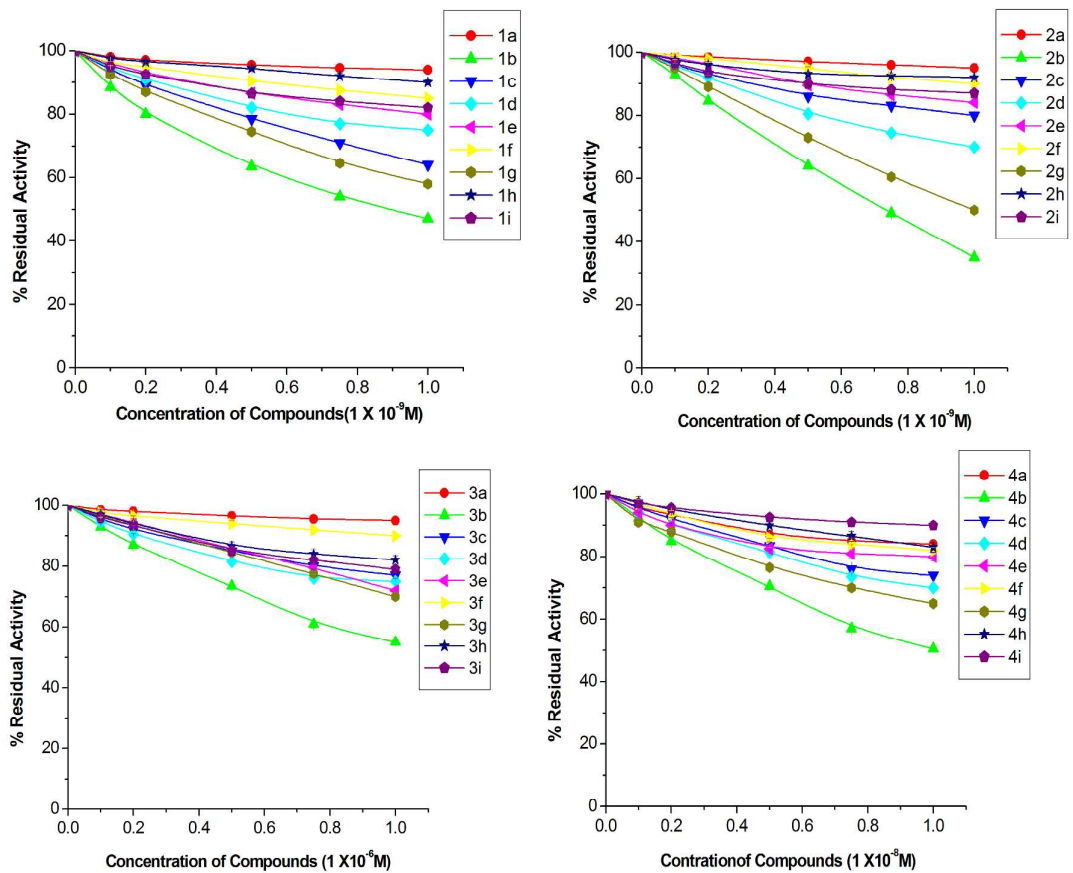 % Residual Activity
100
80
60
40
20
0
0.0 0.2 0.4 0.6 0.8 1.0
Concentration of Compounds(1 X 10⁻⁹M)
1a
1b
1c
1d
1e
1f
1g
1h
1i
% Residual Activity
100
80
60
40
20
0
0.0 0.2 0.4 0.6 0.8 1.0
Concentration of Compounds (1 X 10⁻⁹M)
2a
2b
2c
2d
2e
2f
2g
2h
2i
% Residual Activity
100
80
60
40
20
0
0.0 0.2 0.4 0.6 0.8 1.0
Concentration of Compounds (1 X10⁻⁶M)
3a
3b
3c
3d
3e
3f
3g
3h
3i
% Residual Activity
100
80
60
40
20
0
0.0 0.2 0.4 0.6 0.8 1.0
Contrationof Compounds (1 X10⁻⁸M)
4a
4b
4c
4d
4e
4f
4g
4h
4i